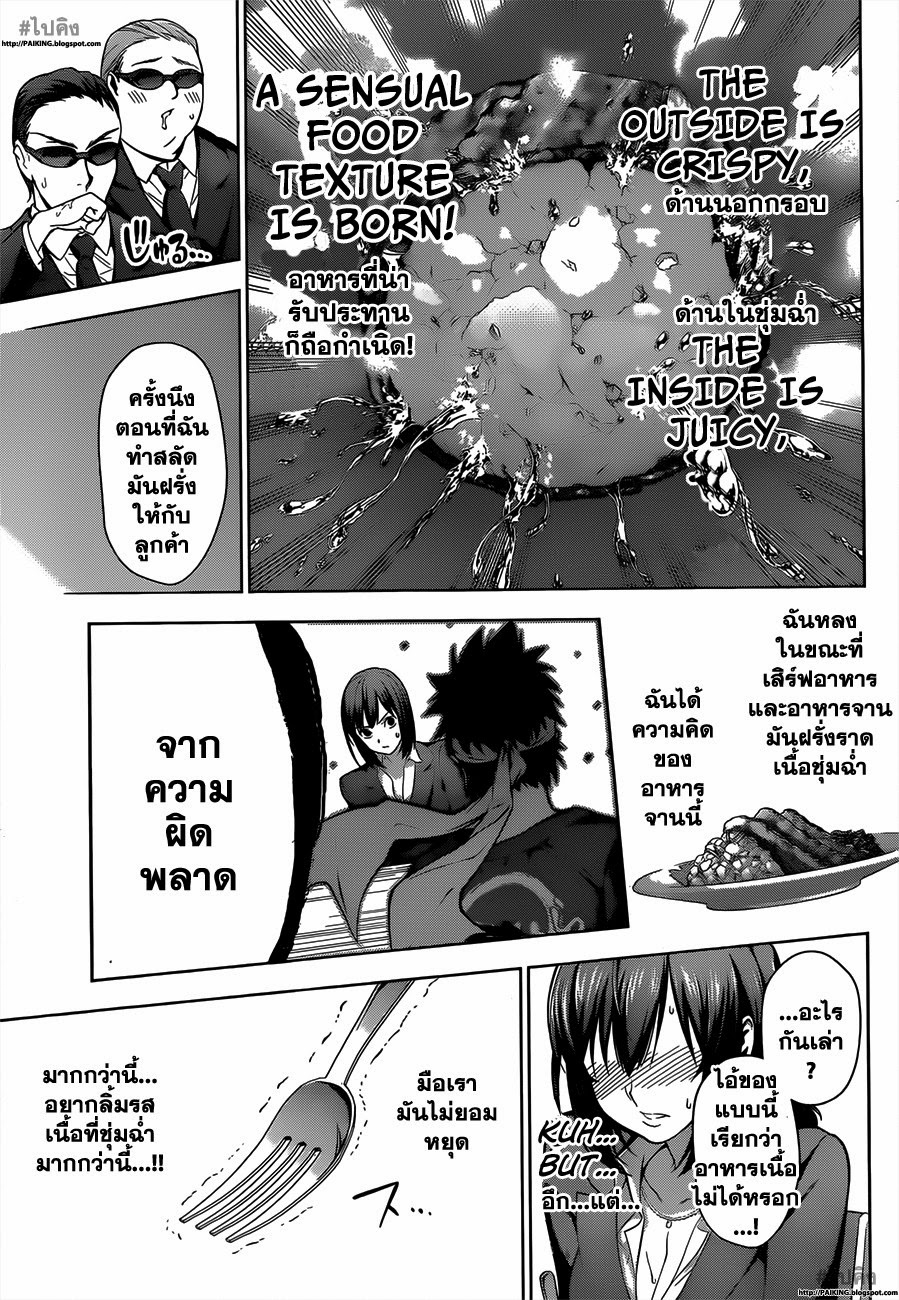 #ไปคิง
http://PAIKING.blogspot.com
THE
OUTSIDE IS
CRISPY,
ด้านนอกกรอบ
ด้านในชุ่มฉ่ำ
THE
INSIDE IS
JUICY,
A SENSUAL
FOOD
TEXTURE
IS BORN!
อาหารที่น่า
รับประทาน
ก็ถือกำเนิด!
じゅる…
ครั้งนึง
ตอนที่ฉัน
ทำสลัด
มันฝรั่ง
ให้กับ
ลูกค้า
ฉันหลง
ในขณะที่
เสิร์ฟอาหาร
และอาหารจาน
มันฝรั่งราด
เนื้อชุ่มฉ่ำ
ฉันได้
ความคิด
ของ
อาหาร
จานนี้
จาก
ความ
ผิด
พลาด
...อะไร
กันเล่า
?
ไอ้ของ
แบบนี้
เรียกว่า
อาหารเนื้อ
ไม่ได้หรอก
...!
KUH...
BUT...
อึก...แต่...
มือเรา
มันไม่ยอม
หยุด
ス…
มากกว่านี้...
อยากลิ้มรส
เนื้อที่ชุ่มฉ่ำ
มากกว่านี้...!!
#ไปคิง
http://PAIKING.blogspot.com